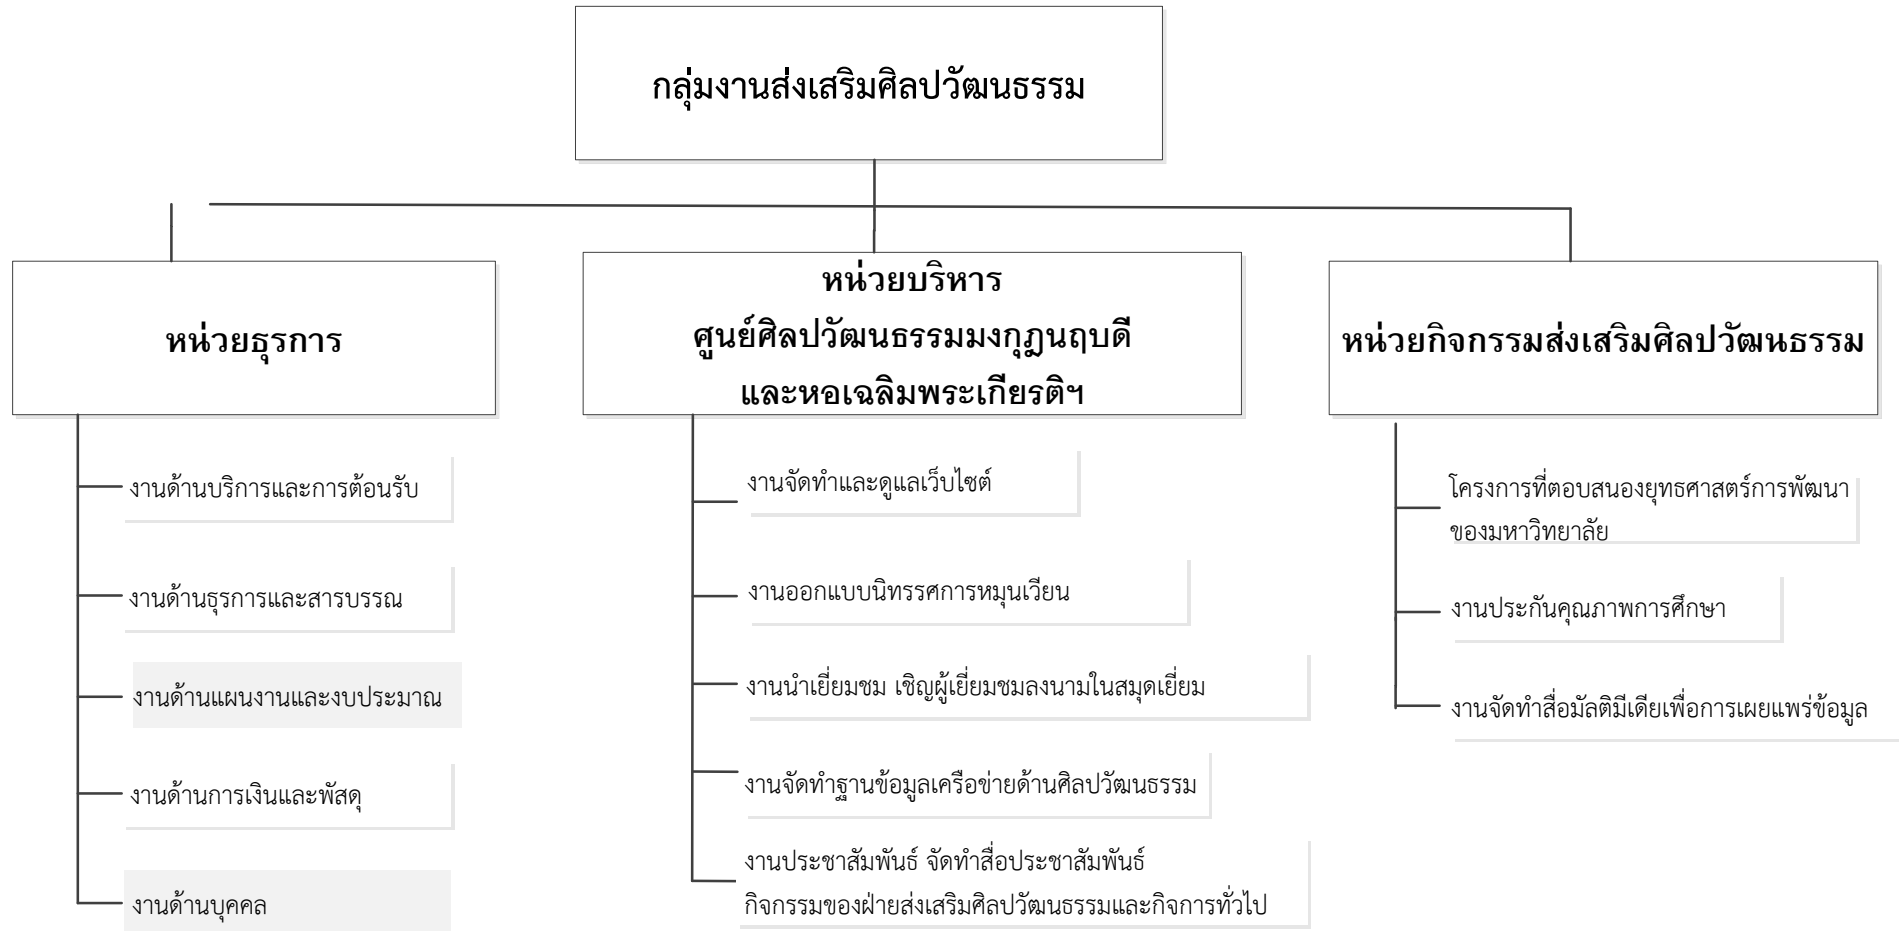 กลุ่มงานส่งเสริมศิลปวัฒนธรรม
หน่วยธุรการ
งานด้านบริการและการต้อนรับ
งานด้านธุรการและสารบรรณ
งานด้านแผนงานและงบประมาณ
งานด้านการเงินและพัสดุ
งานด้านบุคคล
หน่วยบริหาร
ศูนย์ศิลปวัฒนธรรมมงกุฎนฤบดี
และหอเฉลิมพระเกียรติฯ
งานจัดทำและดูแลเว็บไซต์
งานออกแบบนิทรรศการหมุนเวียน
งานนำเยี่ยมชม เชิญผู้เยี่ยมชมลงนามในสมุดเยี่ยม
งานจัดทำฐานข้อมูลเครือข่ายด้านศิลปวัฒนธรรม
งานประชาสัมพันธ์ จัดทำสื่อประชาสัมพันธ์
กิจกรรมของฝ่ายส่งเสริมศิลปวัฒนธรรมและกิจการทั่วไป
หน่วยกิจกรรมส่งเสริมศิลปวัฒนธรรม
โครงการที่ตอบสนองยุทธศาสตร์การพัฒนา
ของมหาวิทยาลัย
งานประกันคุณภาพการศึกษา
งานจัดทำสื่อมัลติมีเดียเพื่อการเผยแพร่ข้อมูล